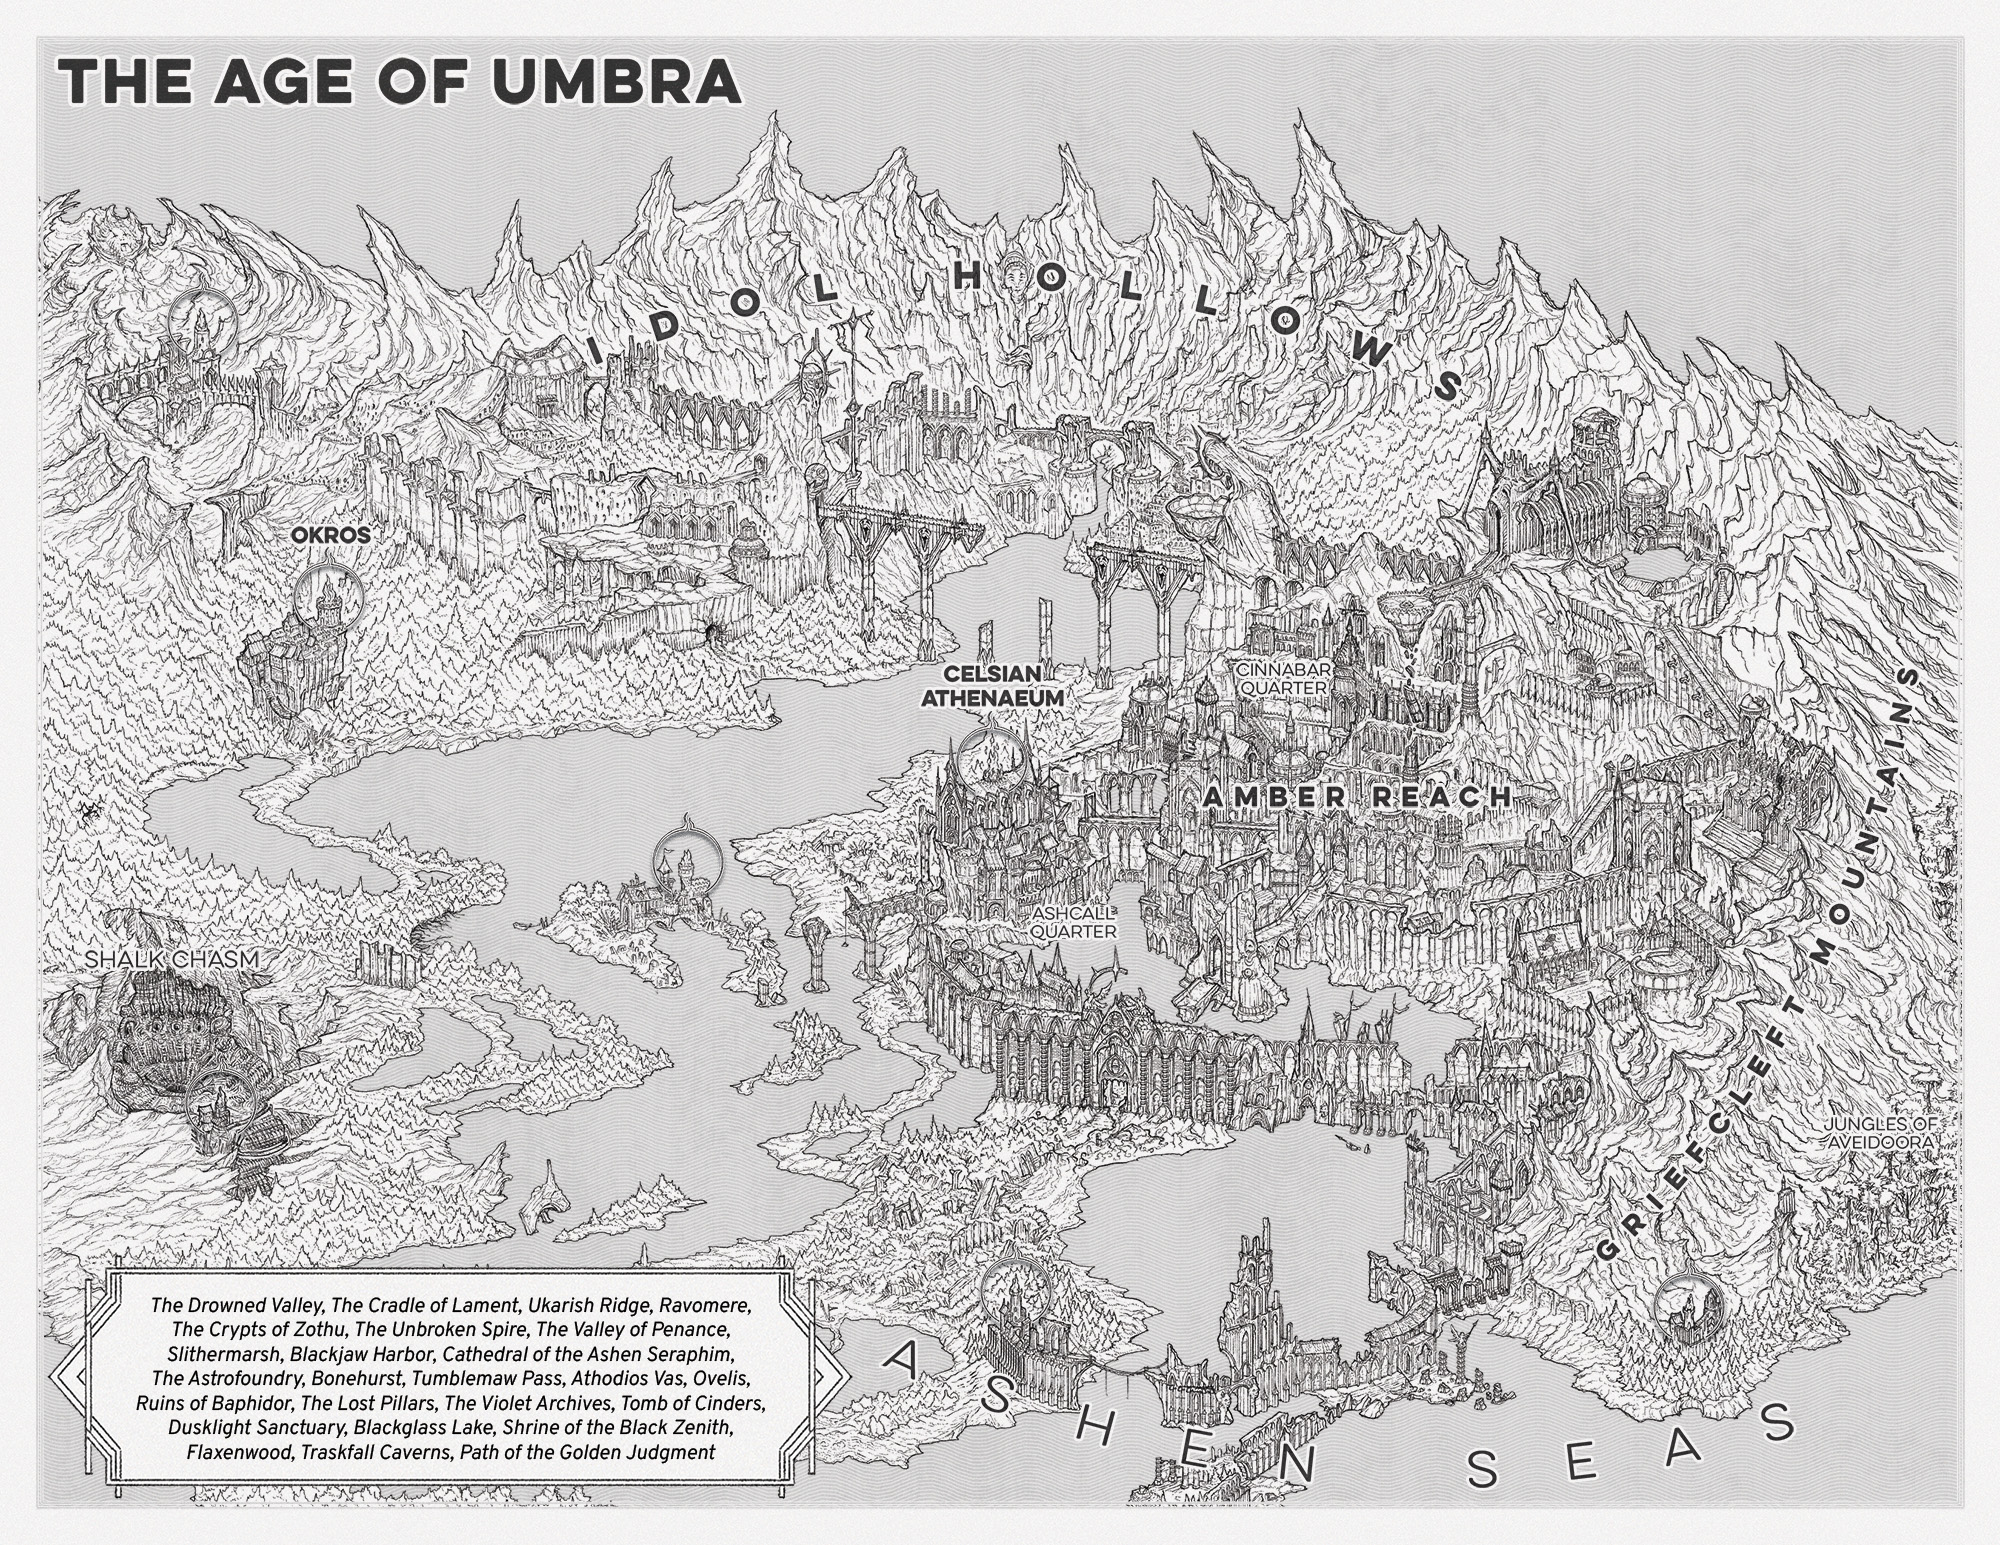 THE AGE OF UMBRA
IDOL HOLLOWS
OKROS
CELSIAN
ATHENAEUM
CINNABAR
QUARTER
AMBER REACH
GRIEFCLEFT MOUNTAINS
ASHCALL
QUARTER
SHALK CHASM
JUNGLES OF
AVEIDOORA
ASHEN SEAS
The Drowned Valley, The Cradle of Lament, Ukarish Ridge, Ravomere,
The Crypts of Zothu, The Unbroken Spire, The Valley of Penance,
Slithermarsh, Blackjaw Harbor, Cathedral of the Ashen Seraphim,
The Astrofoundry, Bonehurst, Tumblemaw Pass, Athodios Vas, Ovelis,
Ruins of Baphidor, The Lost Pillars, The Violet Archives, Tomb of Cinders,
Dusklight Sanctuary, Blackglass Lake, Shrine of the Black Zenith,
Flaxenwood, Traskfall Caverns, Path of the Golden Judgment